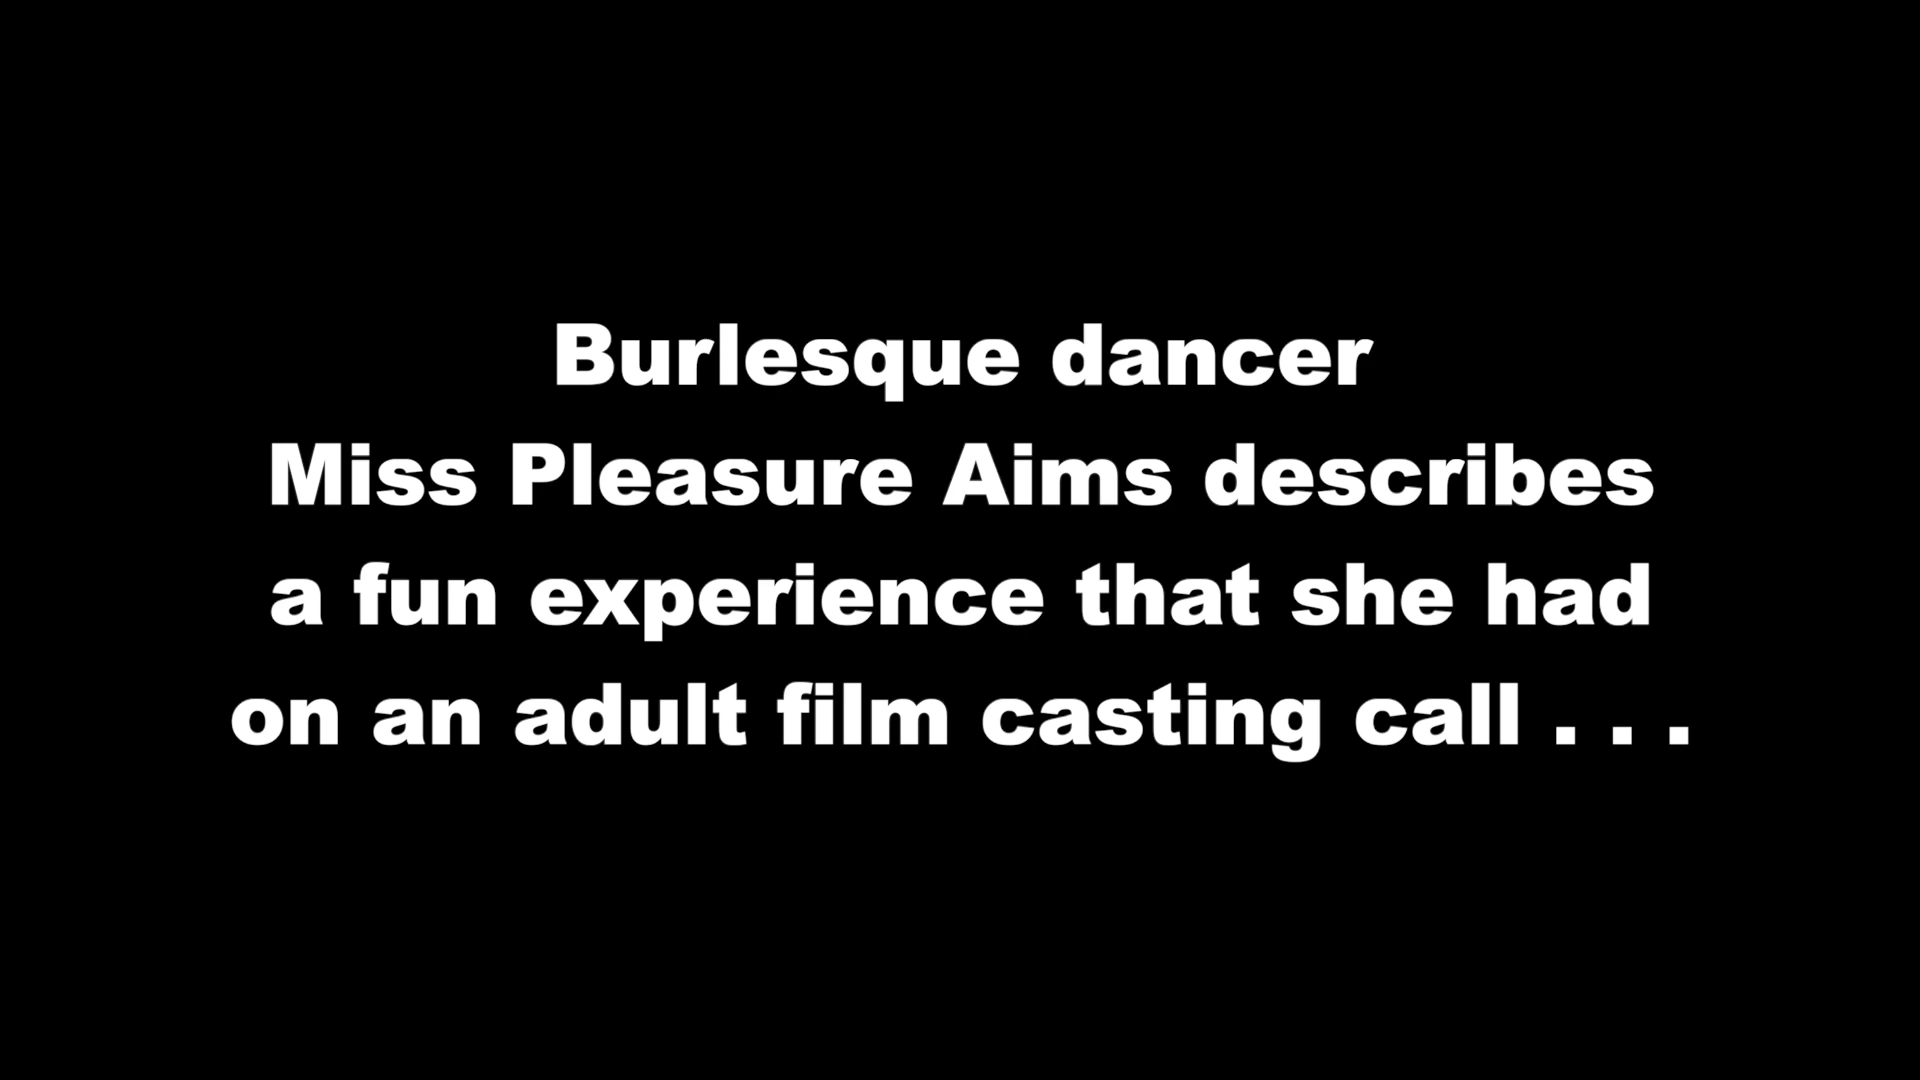 Burlesque dancer
Miss Pleasure Aims describes
a fun experience that she had
on an adult film casting call . . .